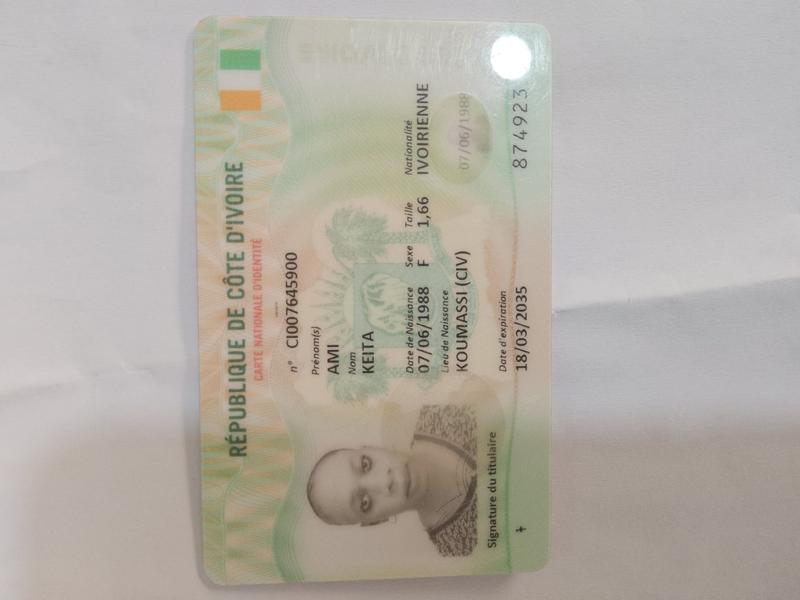 RÉPUBLIQUE DE CÔTE D'IVOIRE
CARTE NATIONALE D'IDENTITÉ
n° CI007645900
Prénom(s)
AMI
Nom
KEITA
Date de Naissance Sexe Taille Nationalité
07/06/1988 F 1,66 IVOIRIENNE
Lieu de Naissance
KOUMASSI (CIV)
07/06/1988
Signature du titulaire
Date d'expiration
18/03/2035
874923